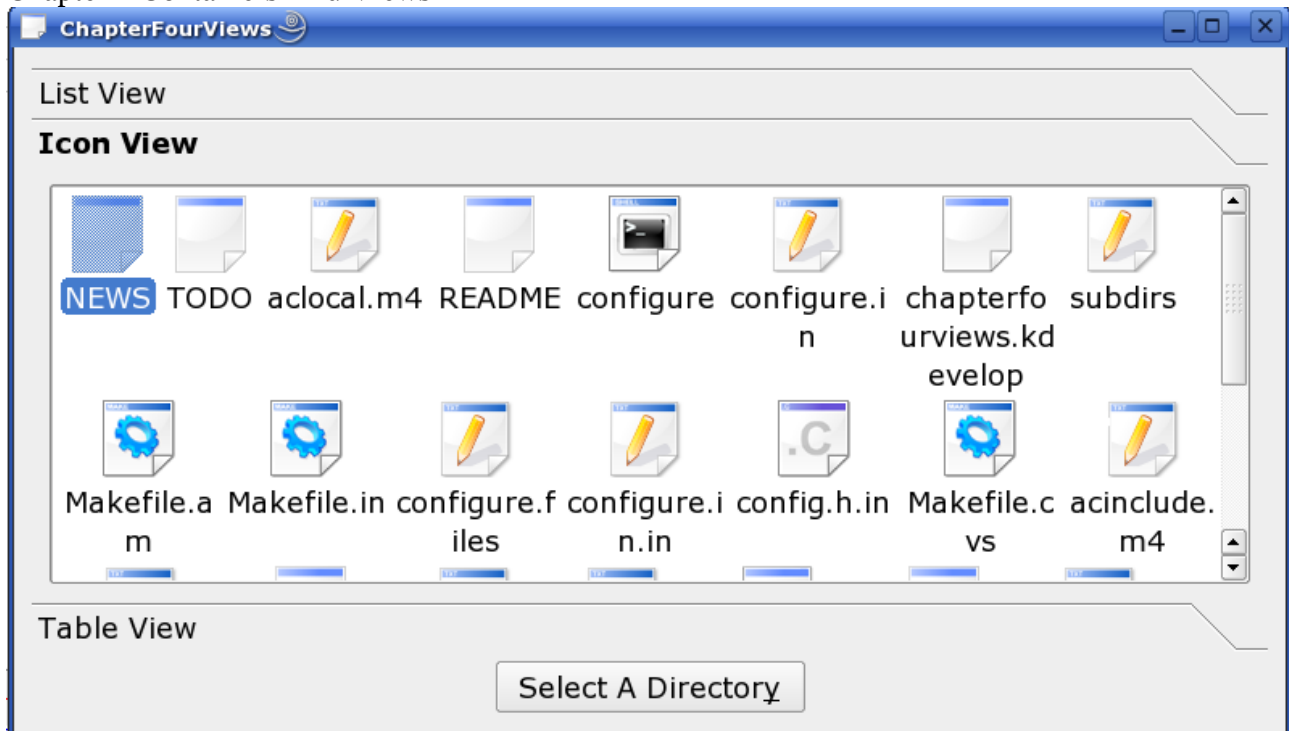 ChapterFourViews
List View
Icon View
NEWS TODO aclocal.m4 README configure configure.i chapterfo subdirs
n urviews.kd
evelop
Makefile.a Makefile.in configure.f configure.i config.h.in Makefile.c acinclude.
m iles n.in vs m4
Table View
Select A Directory